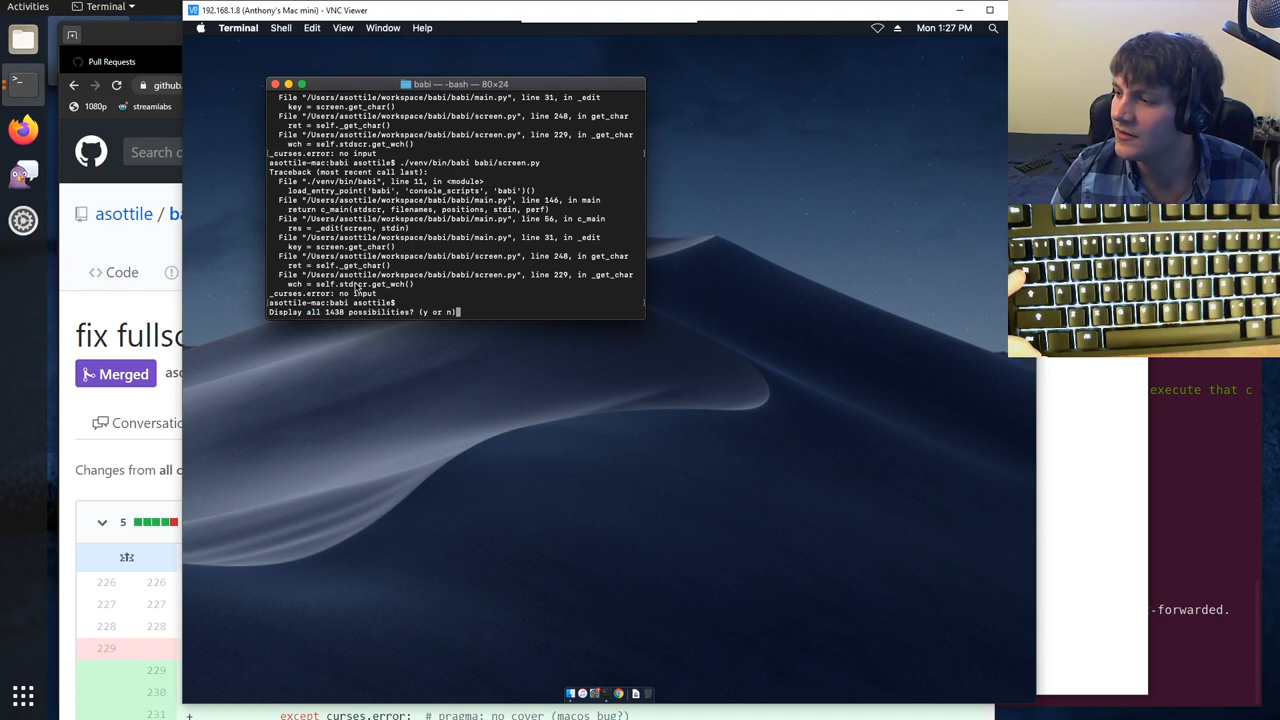 Activities
Terminal
192.168.1.8 (Anthony's Mac mini) - VNC Viewer
Terminal Shell Edit View Window Help
Mon 1:27 PM
Pull Requests
github.
1080p
streamlabs
Search
asottile / ba
Code
fix fullsc
Merged
aso
Conversatio
Changes from all c
5
226 226
227 227
228 228
229
229
230
231
+ except curses.error: # pragma: no cover (macos bug?)
babi — -bash — 80×24
File "/Users/asottile/workspace/babi/babi/main.py", line 31, in _edit
key = screen.get_char()
File "/Users/asottile/workspace/babi/babi/screen.py", line 248, in get_char
ret = self._get_char()
File "/Users/asottile/workspace/babi/babi/screen.py", line 229, in _get_char
wch = self.stdscr.get_wch()
_curses.error: no input
asottile-mac:babi asottile$ ./venv/bin/babi babi/screen.py
Traceback (most recent call last):
File "./venv/bin/babi", line 11, in <module>
load_entry_point('babi', 'console_scripts', 'babi')()
File "/Users/asottile/workspace/babi/babi/main.py", line 146, in main
return c_main(stdscr, filenames, positions, stdin, perf)
File "/Users/asottile/workspace/babi/babi/main.py", line 56, in c_main
res = _edit(screen, stdin)
File "/Users/asottile/workspace/babi/babi/main.py", line 31, in _edit
key = screen.get_char()
File "/Users/asottile/workspace/babi/babi/screen.py", line 248, in get_char
ret = self._get_char()
File "/Users/asottile/workspace/babi/babi/screen.py", line 229, in _get_char
wch = self.stdscr.get_wch()
_curses.error: no input
asottile-mac:babi asottile$
Display all 1438 possibilities? (y or n)
execute that c
-forwarded.